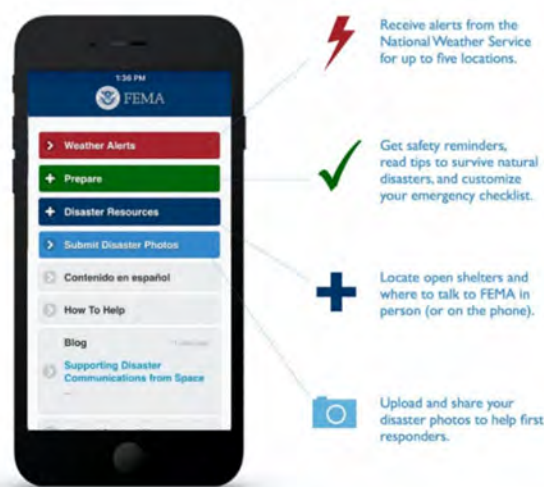 1:36 PM
FEMA
Weather Alerts
Prepare
Disaster Resources
Submit Disaster Photos
Contenido en español
How To Help
Blog
Supporting Disaster
Communications from Space
...
Receive alerts from the
National Weather Service
for up to five locations.
Get safety reminders,
read tips to survive natural
disasters, and customize
your emergency checklist.
Locate open shelters and
where to talk to FEMA in
person (or on the phone).
Upload and share your
disaster photos to help first
responders.